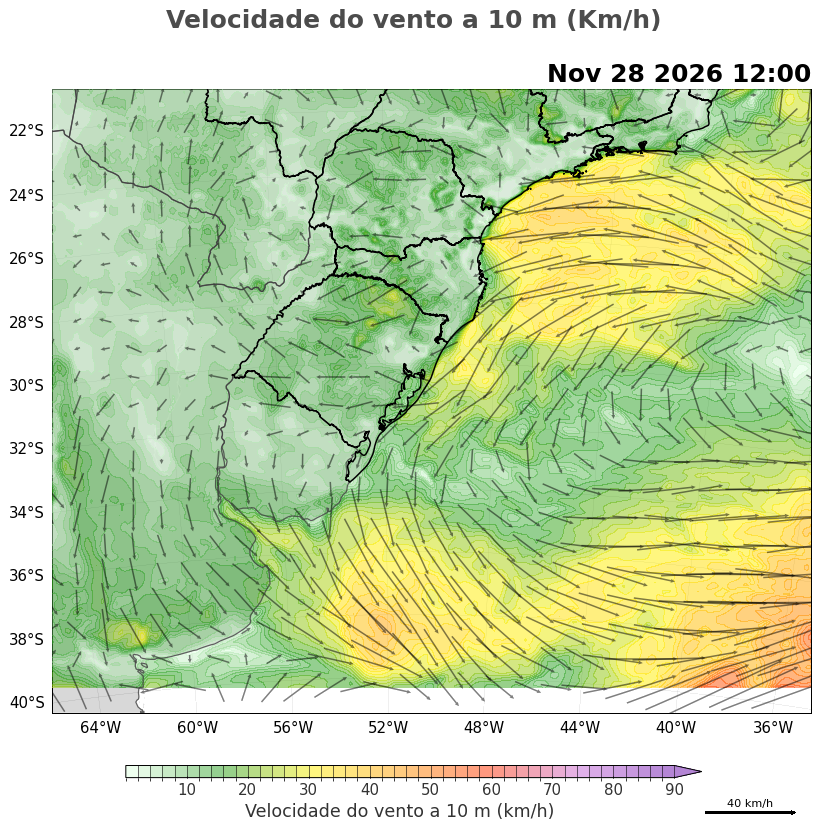 Velocidade do vento a 10 m (Km/h)
Nov 28 2026 12:00
22°S
24°S
26°S
28°S
30°S
32°S
34°S
36°S
38°S
40°S
64°W 60°W 56°W 52°W 48°W 44°W 40°W 36°W
10 20 30 40 50 60 70 80 90
Velocidade do vento a 10 m (km/h)
40 km/h